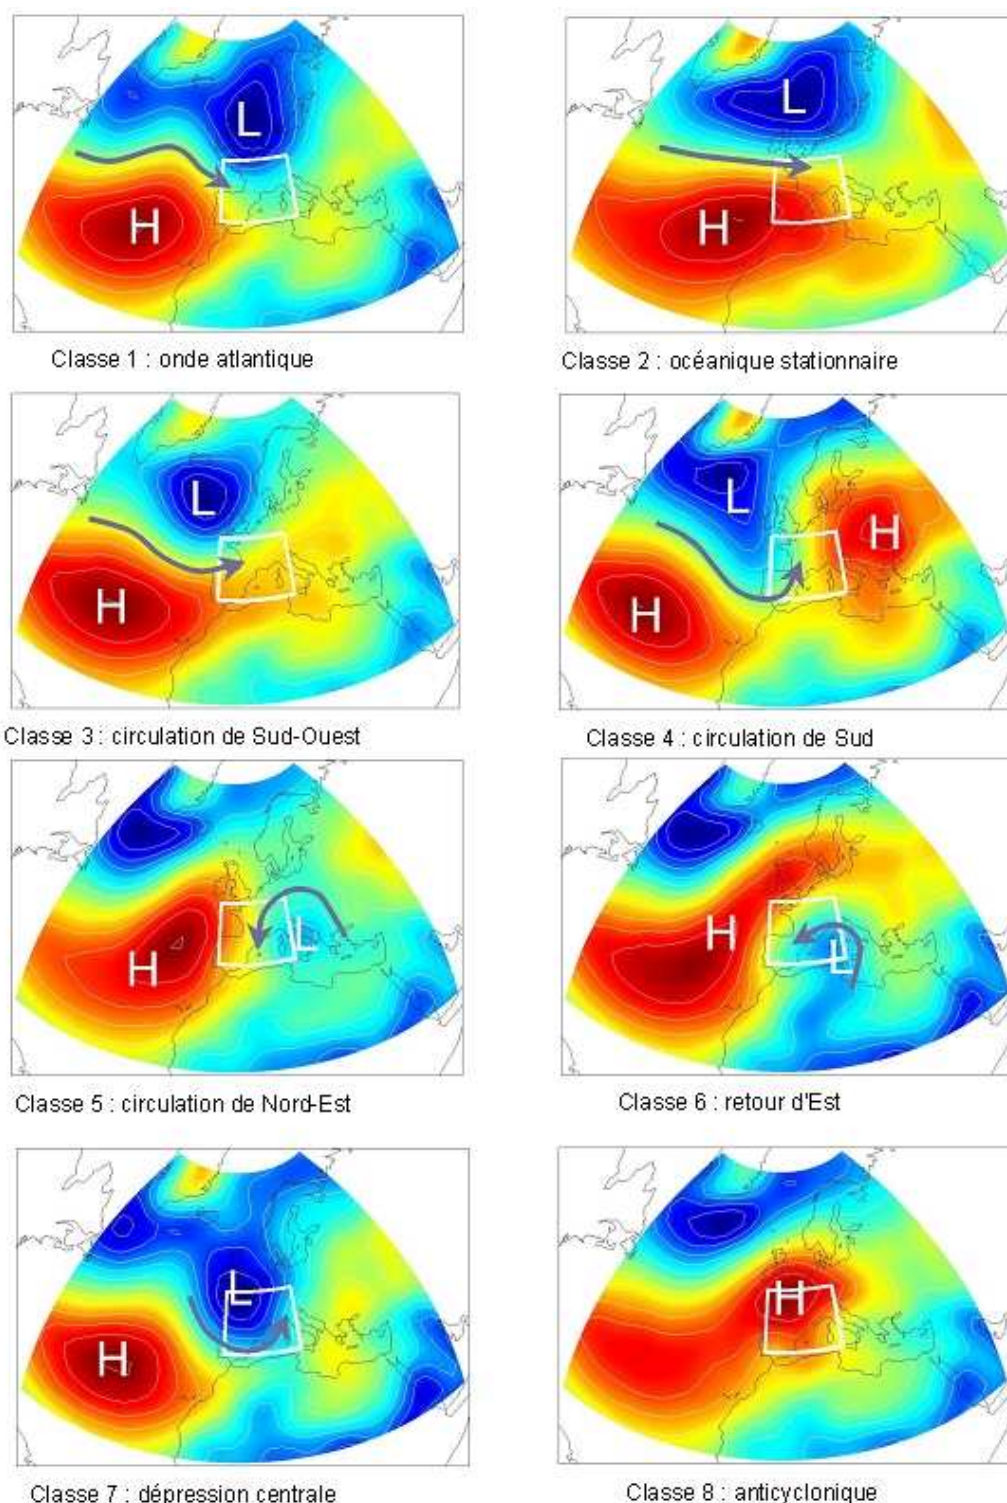 L
H
L
H
Classe 1 : onde atlantique
Classe 2 : océanique stationnaire
L
H
L
H
H
Classe 3 : circulation de Sud-Ouest
Classe 4 : circulation de Sud
L
H
H
L
Classe 5 : circulation de Nord-Est
Classe 6 : retour d'Est
L
H
H
Classe 7 : dépression centrale
Classe 8 : anticyclonique